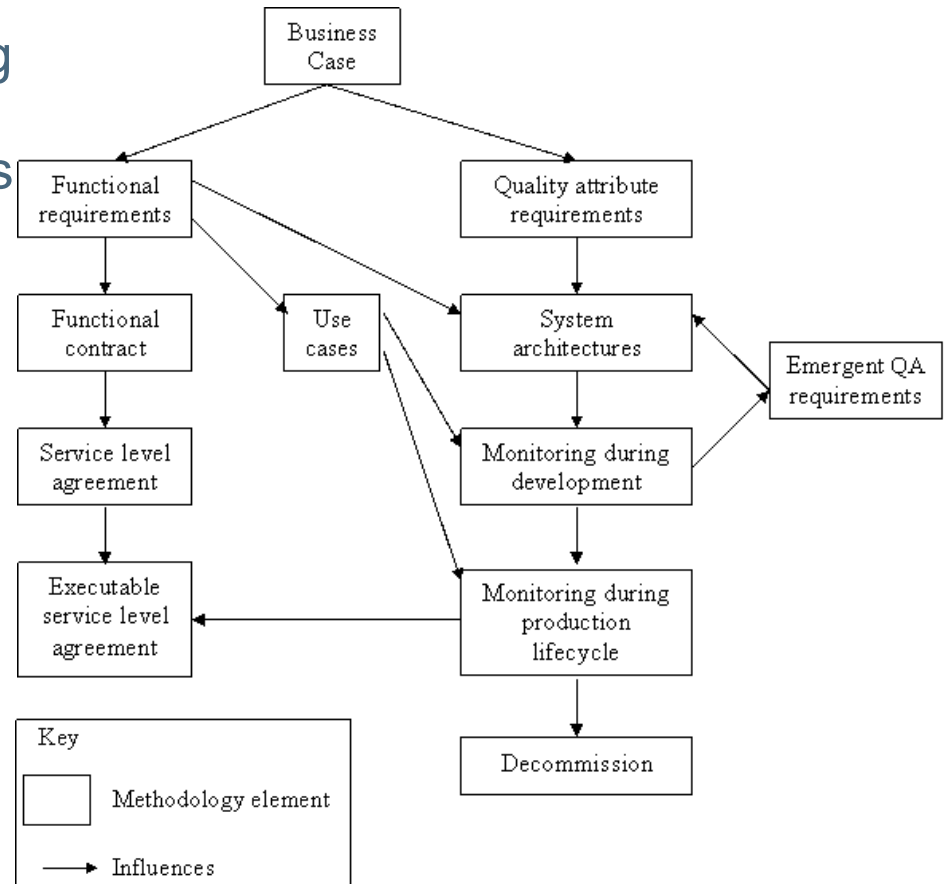 g
s
Business
Case
Functional
requirements
Quality attribute
requirements
Functional
contract
Use
cases
System
architectures
Emergent QA
requirements
Service level
agreement
Monitoring during
development
Executable
service level
agreement
Monitoring during
production
lifecycle
Decommission
Key
Methodology element
Influences